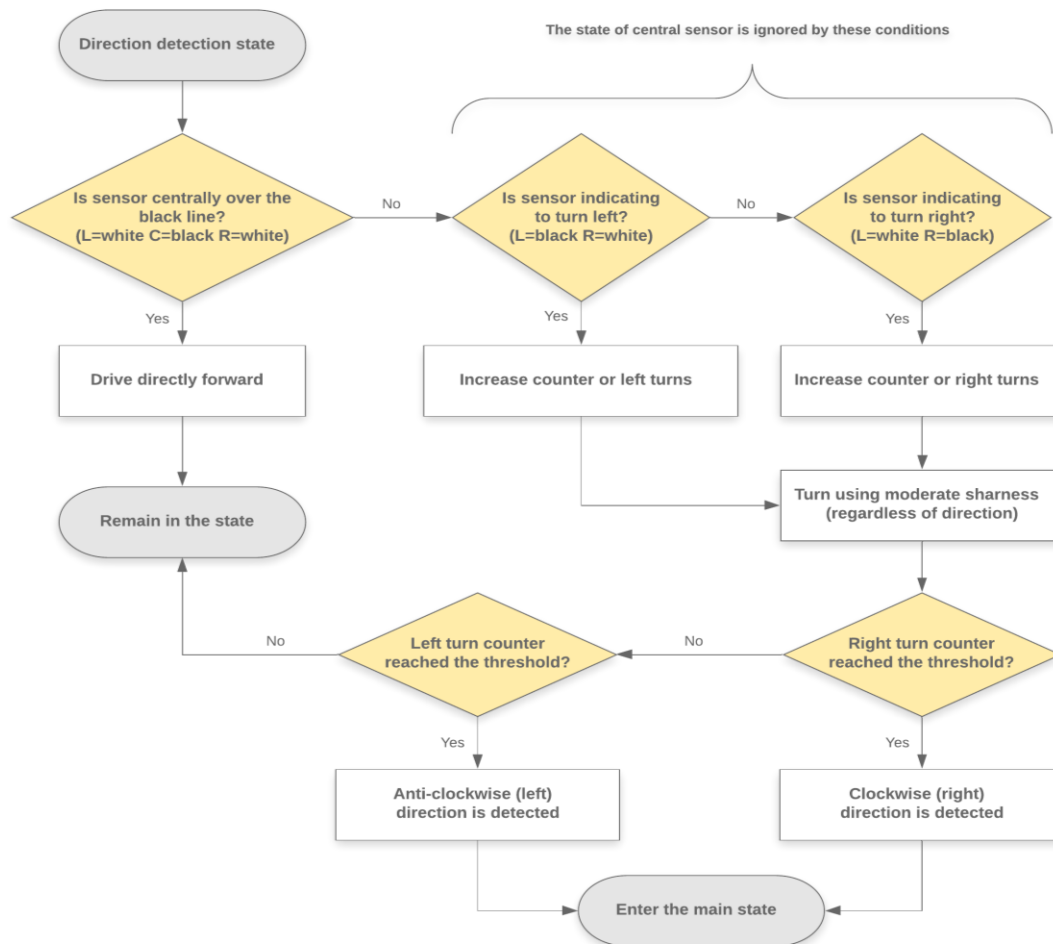 Direction detection state
The state of central sensor is ignored by these conditions
Is sensor centrally over the
black line?
(L=white C=black R=white)
No
Is sensor indicating
to turn left?
(L=black R=white)
No
Is sensor indicating
to turn right?
(L=white R=black)
Yes
Yes
Yes
Drive directly forward
Increase counter or left turns
Increase counter or right turns
Remain in the state
Turn using moderate sharness
(regardless of direction)
No
Left turn counter
reached the threshold?
No
Right turn counter
reached the threshold?
Yes
Yes
Anti-clockwise (left)
direction is detected
Clockwise (right)
direction is detected
Enter the main state